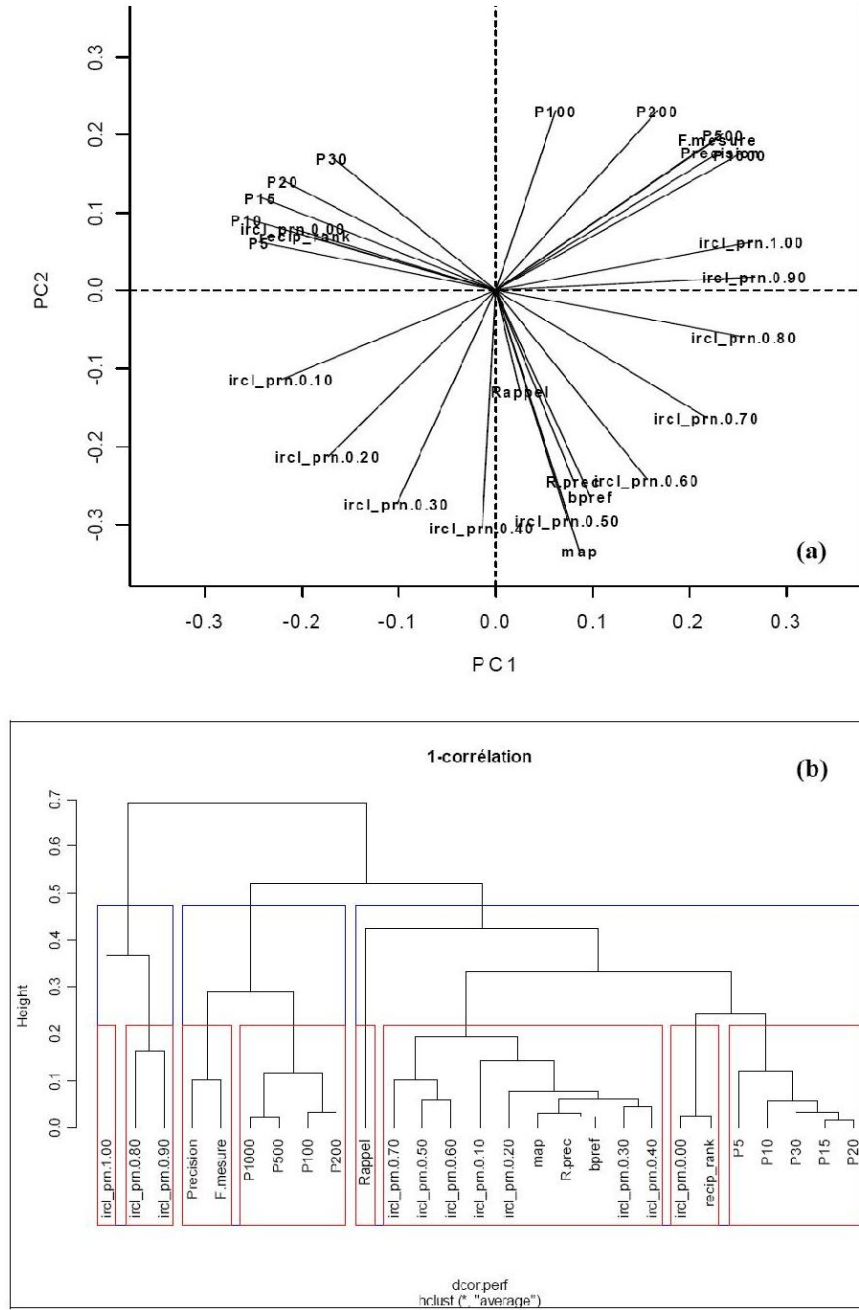 0.3
0.2
0.1
0.0
-0.1
-0.2
-0.3
PC2
P100
P200
P500
F.mesure
Precision
P1000
P30
P20
P15
P10
ircl_prn.0.00
recip_rank
P5
ircl_prn.1.00
ircl_prn.0.90
ircl_prn.0.80
ircl_prn.0.10
Rappel
ircl_prn.0.70
ircl_prn.0.20
R.prec
ircl_prn.0.60
bpref
ircl_prn.0.30
ircl_prn.0.50
ircl_prn.0.40
map
(a)
-0.3 -0.2 -0.1 0.0 0.1 0.2 0.3
PC1
1-corrélation
(b)
0.7
0.6
0.5
0.4
0.3
0.2
0.1
0.0
Height
ircl_prn.1.00
ircl_prn.0.80
ircl_prn.0.90
Precision
F.mesure
P1000
P500
P100
P200
Rappel
ircl_prn.0.70
ircl_prn.0.50
ircl_prn.0.60
ircl_prn.0.10
ircl_prn.0.20
map
R.prec
bpref
ircl_prn.0.30
ircl_prn.0.40
ircl_prn.0.00
recip_rank
P5
P10
P30
P15
P20
dcor.perf
hclust (*, "average")